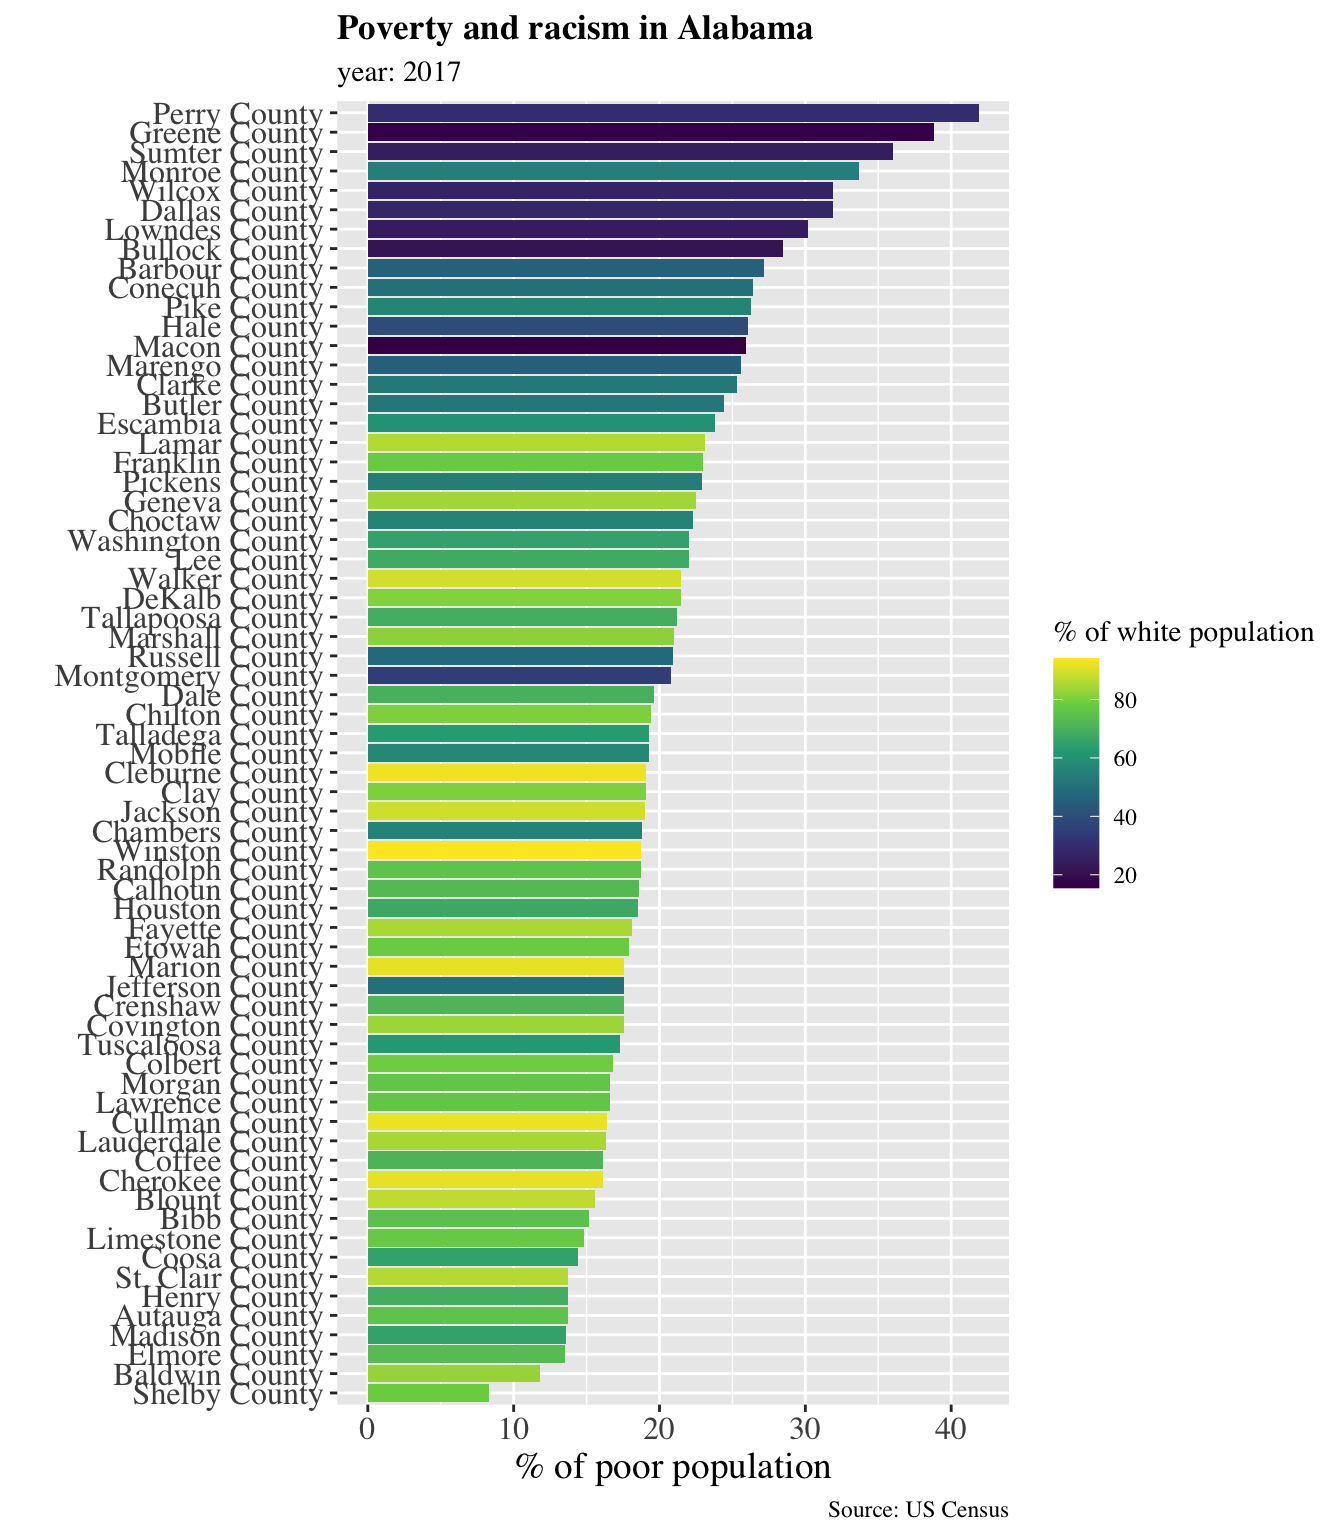 Poverty and racism in Alabama
year: 2017
Perry County
Greene County
Sumter County
Monroe County
Wilcox County
Dallas County
Lowndes County
Bullock County
Barbour County
Conecuh County
Pike County
Hale County
Macon County
Marengo County
Clarke County
Butler County
Escambia County
Lamar County
Franklin County
Pickens County
Geneva County
Choctaw County
Washington County
Lee County
Walker County
DeKalb County
Tallapoosa County
Marshall County
Russell County
Montgomery County
Dale County
Chilton County
Talladega County
Mobile County
Cleburne County
Clay County
Jackson County
Chambers County
Winston County
Randolph County
Calhoun County
Houston County
Fayette County
Etowah County
Marion County
Jefferson County
Crenshaw County
Covington County
Tuscaloosa County
Colbert County
Morgan County
Lawrence County
Cullman County
Lauderdale County
Coffee County
Cherokee County
Blount County
Bibb County
Limestone County
Coosa County
St. Clair County
Henry County
Autauga County
Madison County
Elmore County
Baldwin County
Shelby County
0 10 20 30 40
% of poor population
% of white population
80
60
40
20
Source: US Census